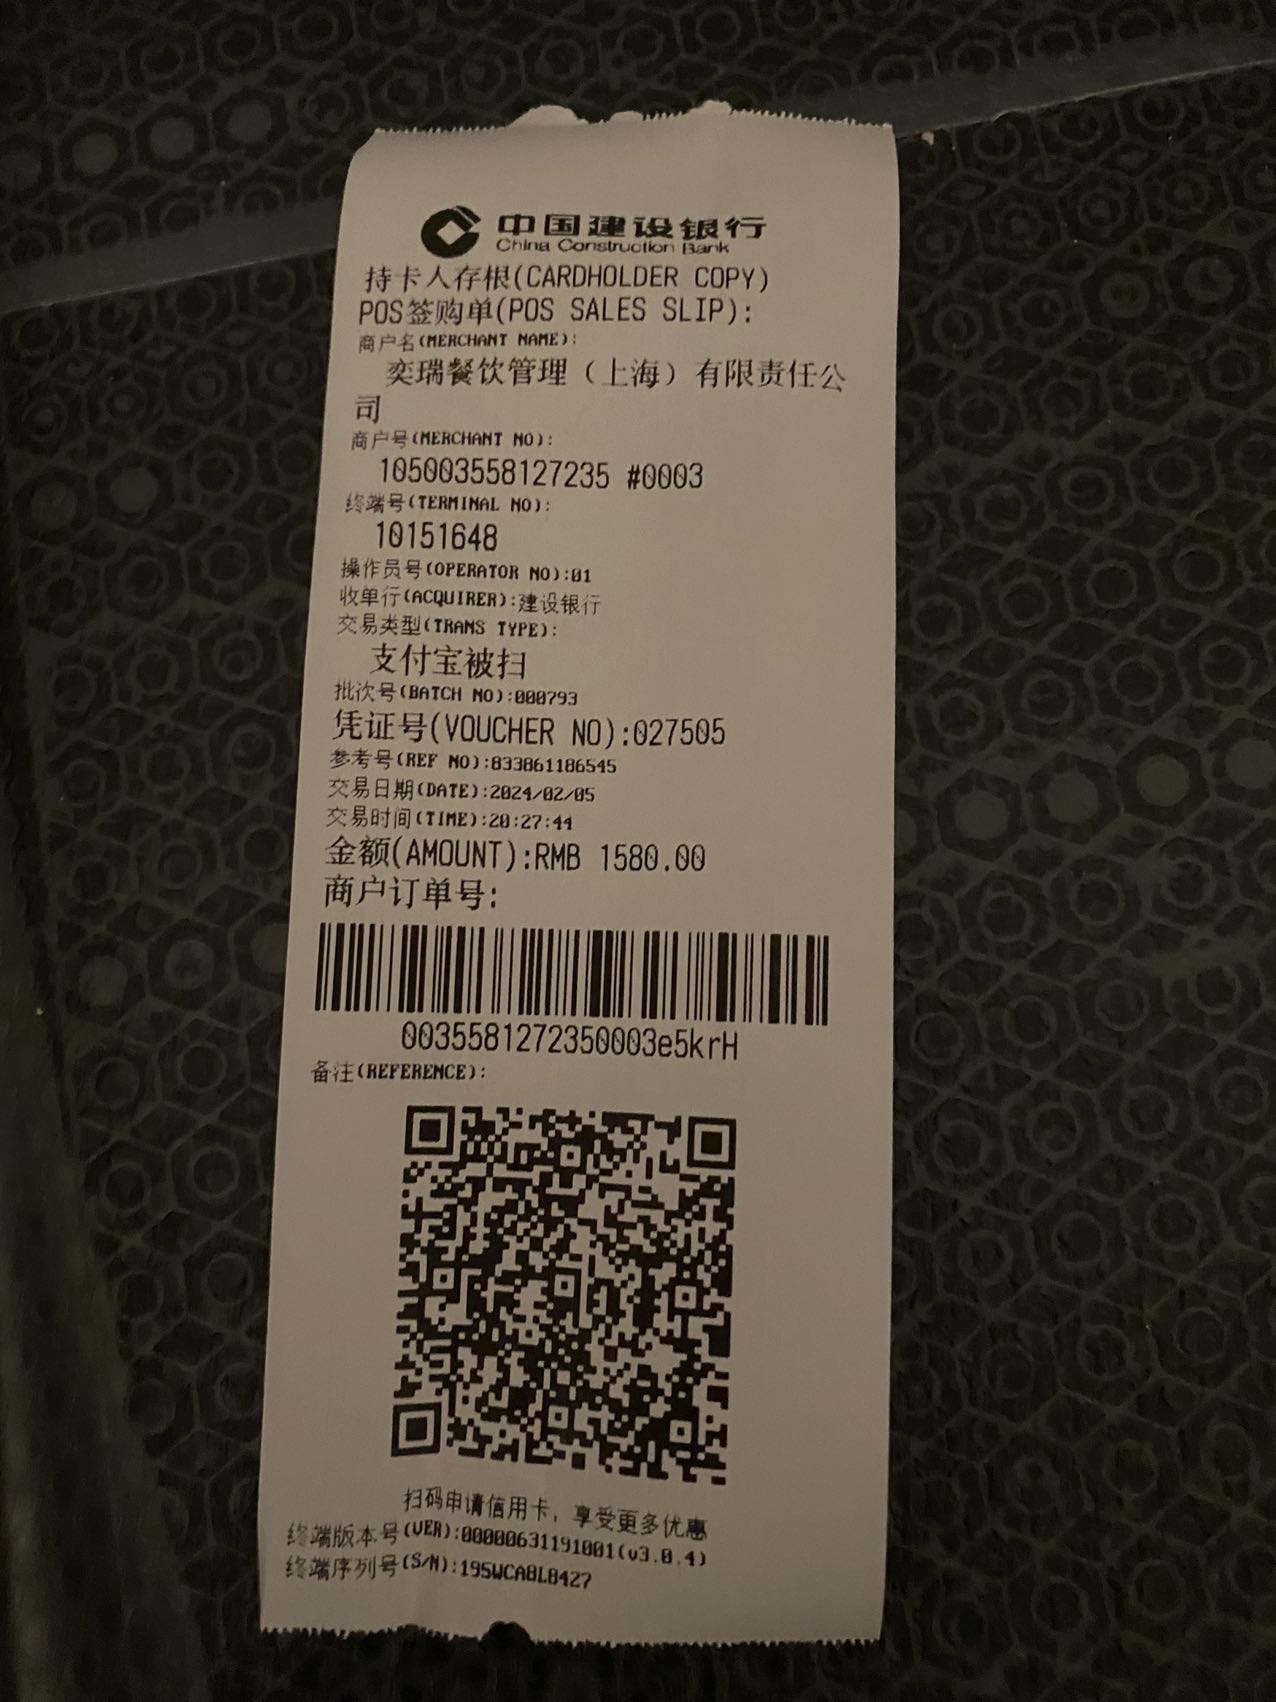 中国建设银行
China Construction Bank
持卡人存根(CARDHOLDER COPY)
POS签购单(POS SALES SLIP):
商户名(MERCHANT NAME):
奕瑞餐饮管理（上海）有限责任公
司
商户号(MERCHANT NO):
105003558127235 #0003
终端号(TERMINAL NO):
10151648
操作员号(OPERATOR NO):01
收单行(ACQUIRER):建设银行
交易类型(TRANS TYPE):
支付宝被扫
批次号(BATCH NO):000793
凭证号(VOUCHER NO):027505
参考号(REF NO):833861186545
交易日期(DATE):2024/02/05
交易时间(TIME):20:27:44
金额(AMOUNT):RMB 1580.00
商户订单号:
0035581272350003e5krH
备注(REFERENCE):
扫码申请信用卡，享受更多优惠
终端版本号(VER):00000631191001(v3.0.4)
终端序列号(S/N):195WCA8L8427